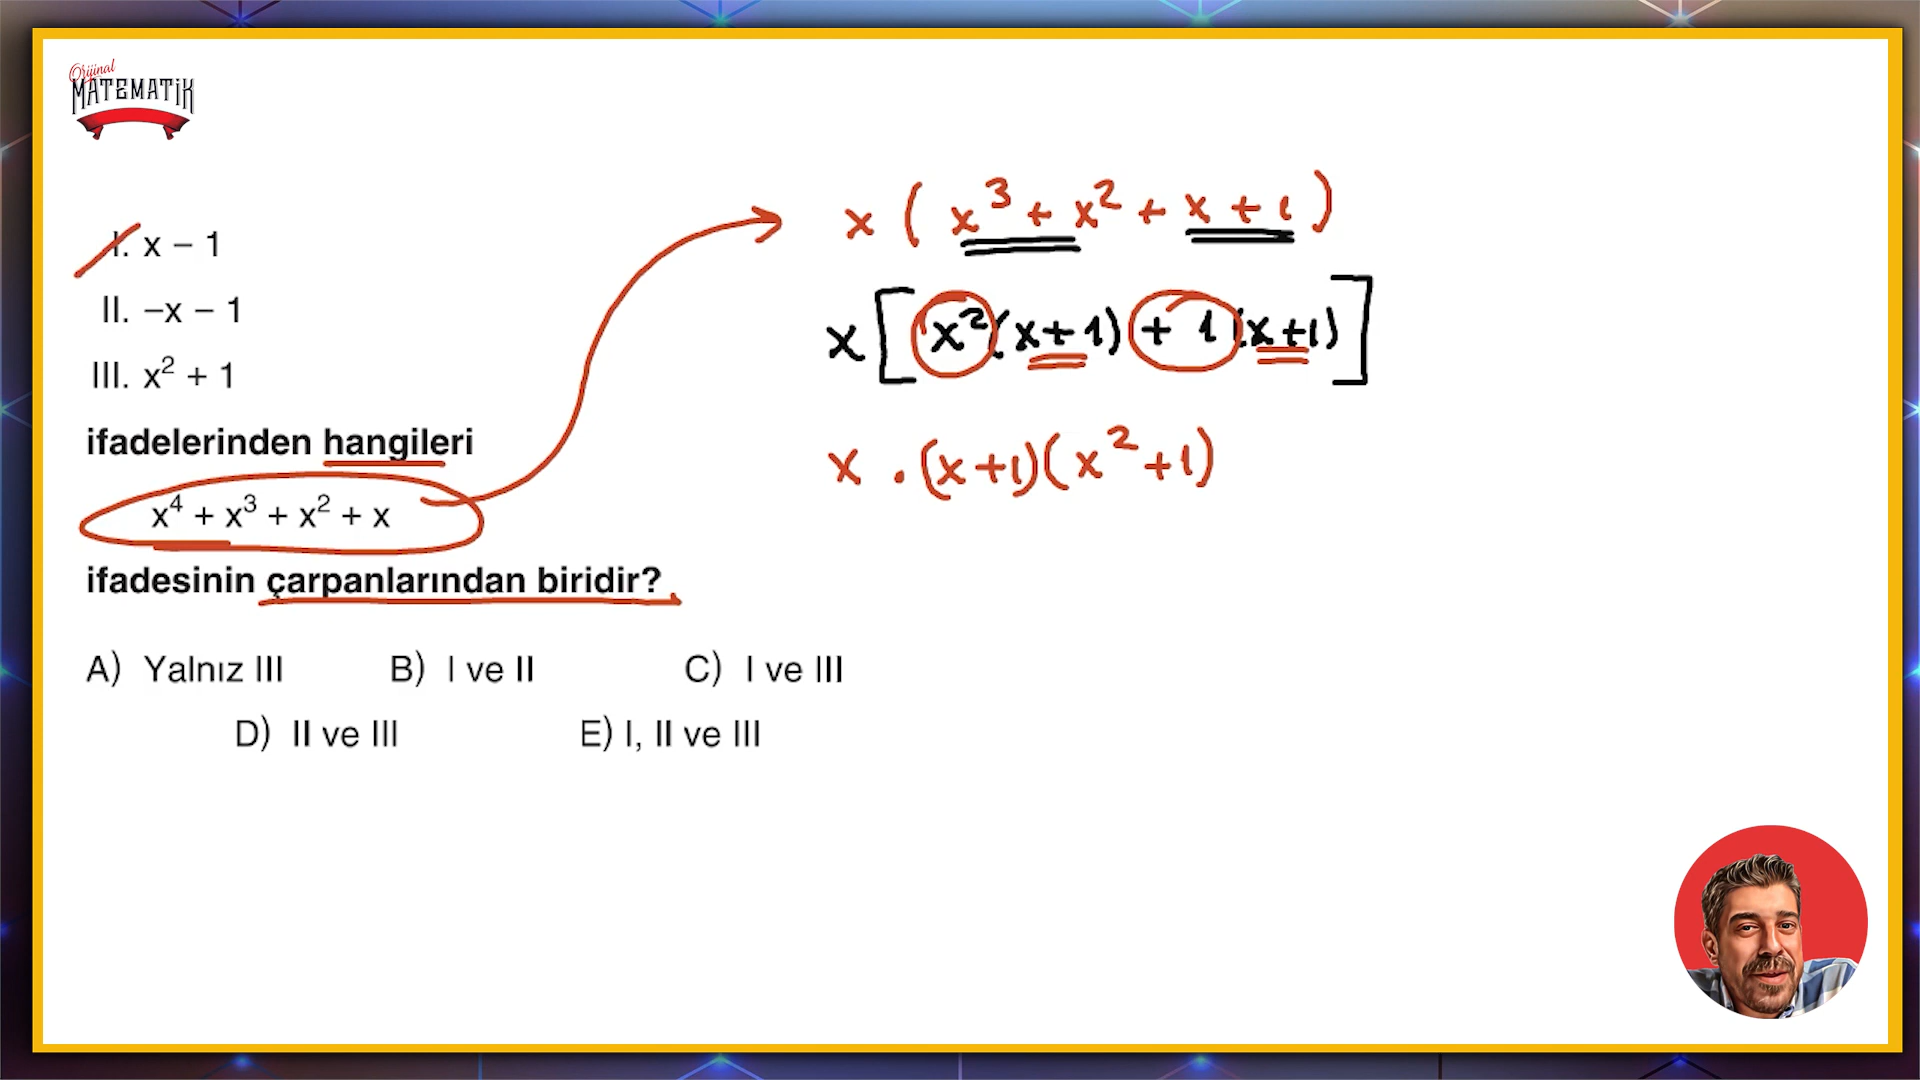 Orijinal
MATEMATİK
I. x – 1
II. –x – 1
III. x² + 1
ifadelerinden hangileri
x⁴ + x³ + x² + x
ifadesinin çarpanlarından biridir?
A) Yalnız III B) I ve II C) I ve III
D) II ve III E) I, II ve III
x ( x³ + x² + x + 1 )
x [ x² (x + 1) + 1 (x+1) ]
x . (x +1) ( x² +1)